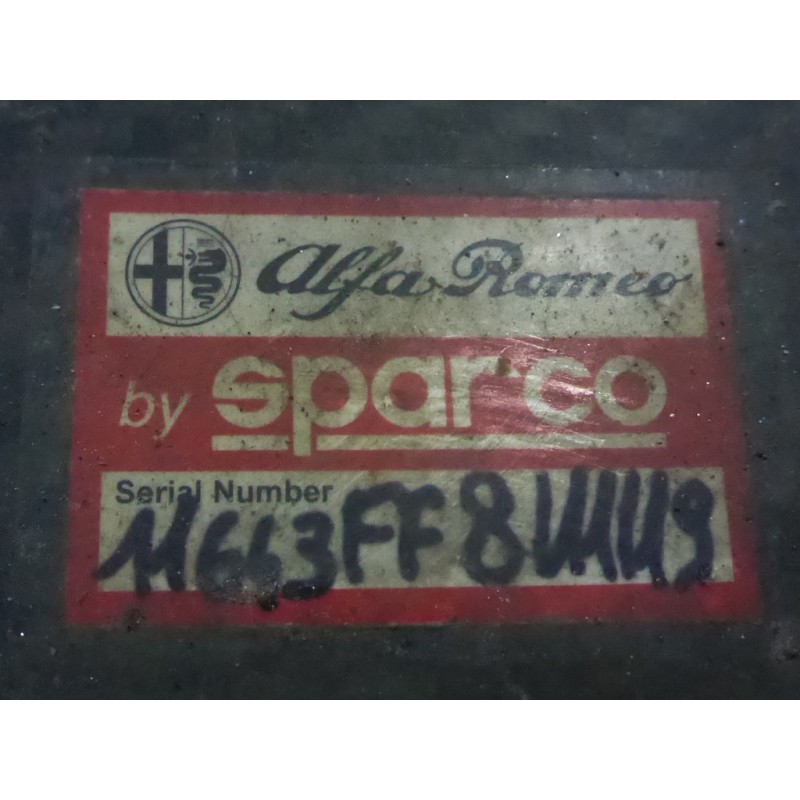 Alfa Romeo
by sparco
Serial Number